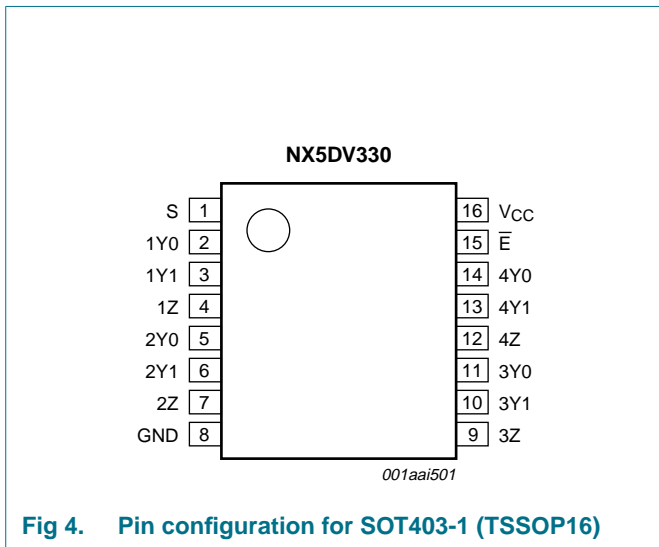 NX5DV330
S 1 16 VCC
1Y0 2 15 E̅
1Y1 3 14 4Y0
1Z 4 13 4Y1
2Y0 5 12 4Z
2Y1 6 11 3Y0
2Z 7 10 3Y1
GND 8 9 3Z
001aai501
Fig 4. Pin configuration for SOT403-1 (TSSOP16)